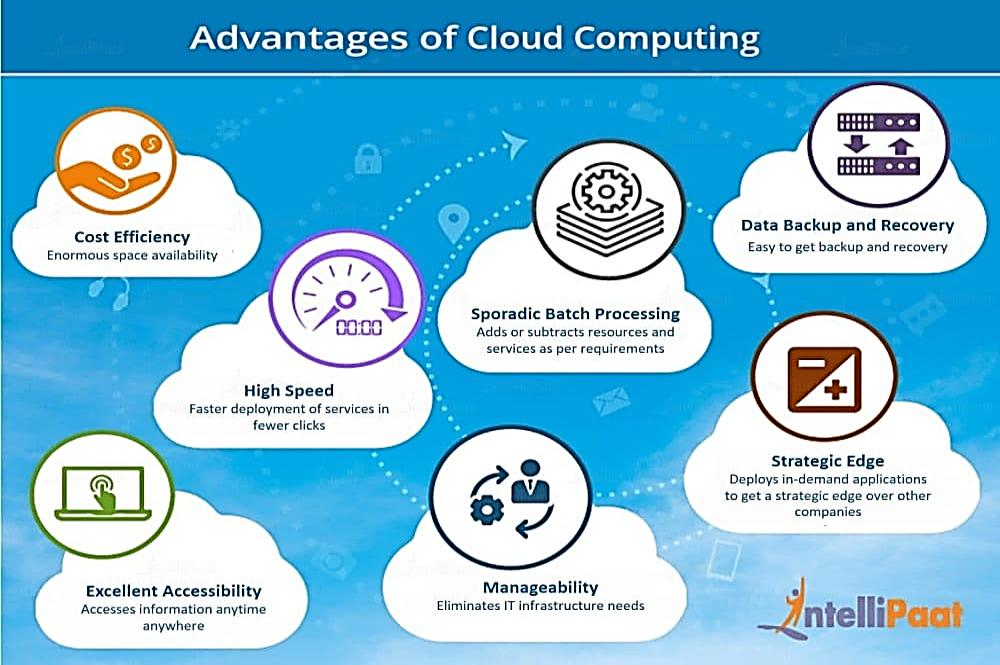 Advantages of Cloud Computing
Cost Efficiency
Enormous space availability
Data Backup and Recovery
Easy to get backup and recovery
Sporadic Batch Processing
Adds or subtracts resources and
services as per requirements
00:00
High Speed
Faster deployment of services in
fewer clicks
Strategic Edge
Deploys in-demand applications
to get a strategic edge over other
companies
Excellent Accessibility
Accesses information anytime
anywhere
Manageability
Eliminates IT infrastructure needs
IntelliPaat